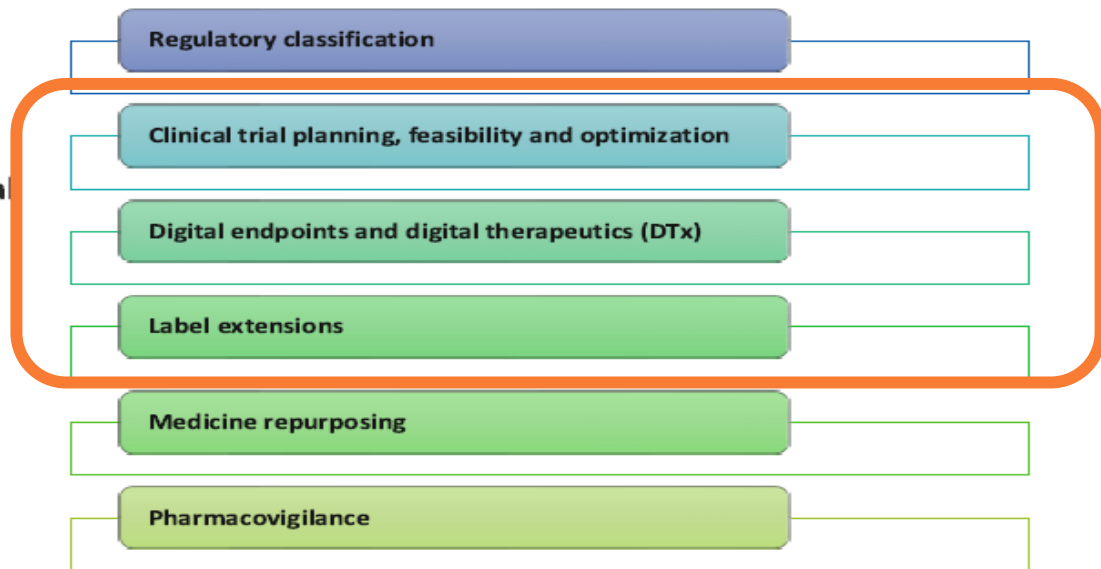 Regulatory classification
Clinical trial planning, feasibility and optimization
Digital endpoints and digital therapeutics (DTx)
Label extensions
Medicine repurposing
Pharmacovigilance